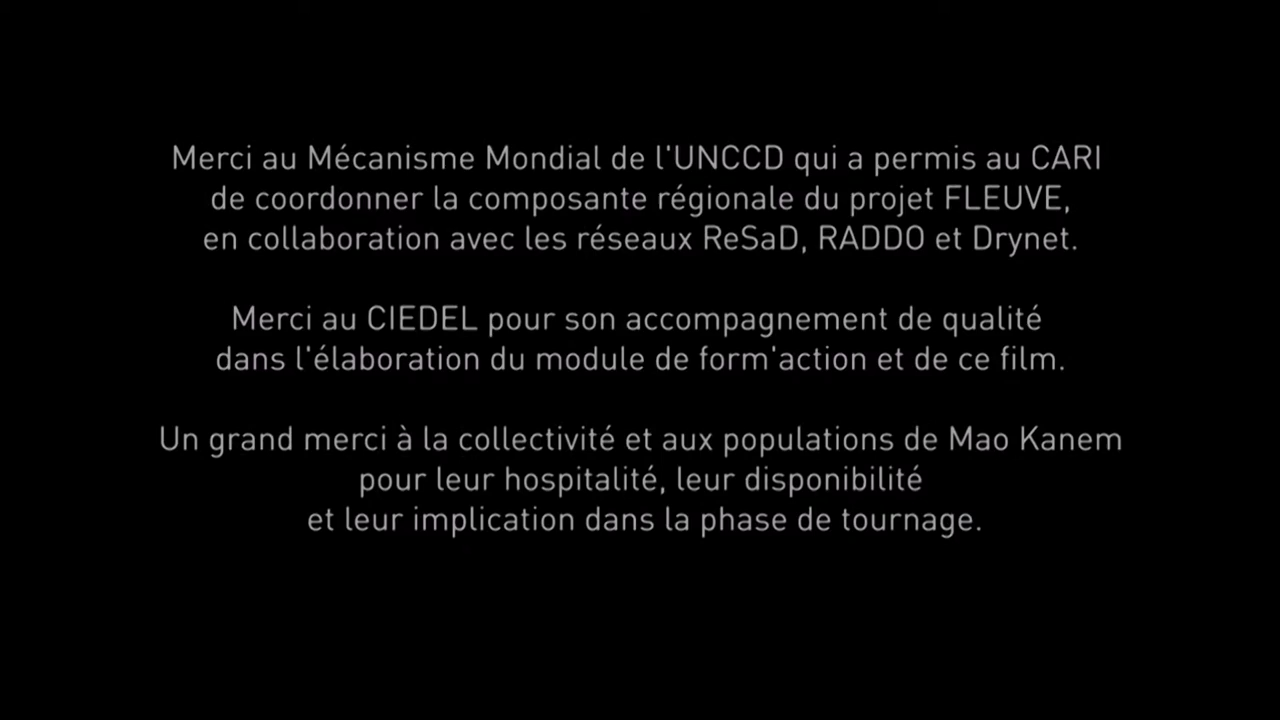 Merci au Mécanisme Mondial de l'UNCCD qui a permis au CARI
de coordonner la composante régionale du projet FLEUVE,
en collaboration avec les réseaux ReSaD, RADDO et Drynet.
Merci au CIEDEL pour son accompagnement de qualité
dans l'élaboration du module de form'action et de ce film.
Un grand merci à la collectivité et aux populations de Mao Kanem
pour leur hospitalité, leur disponibilité
et leur implication dans la phase de tournage.